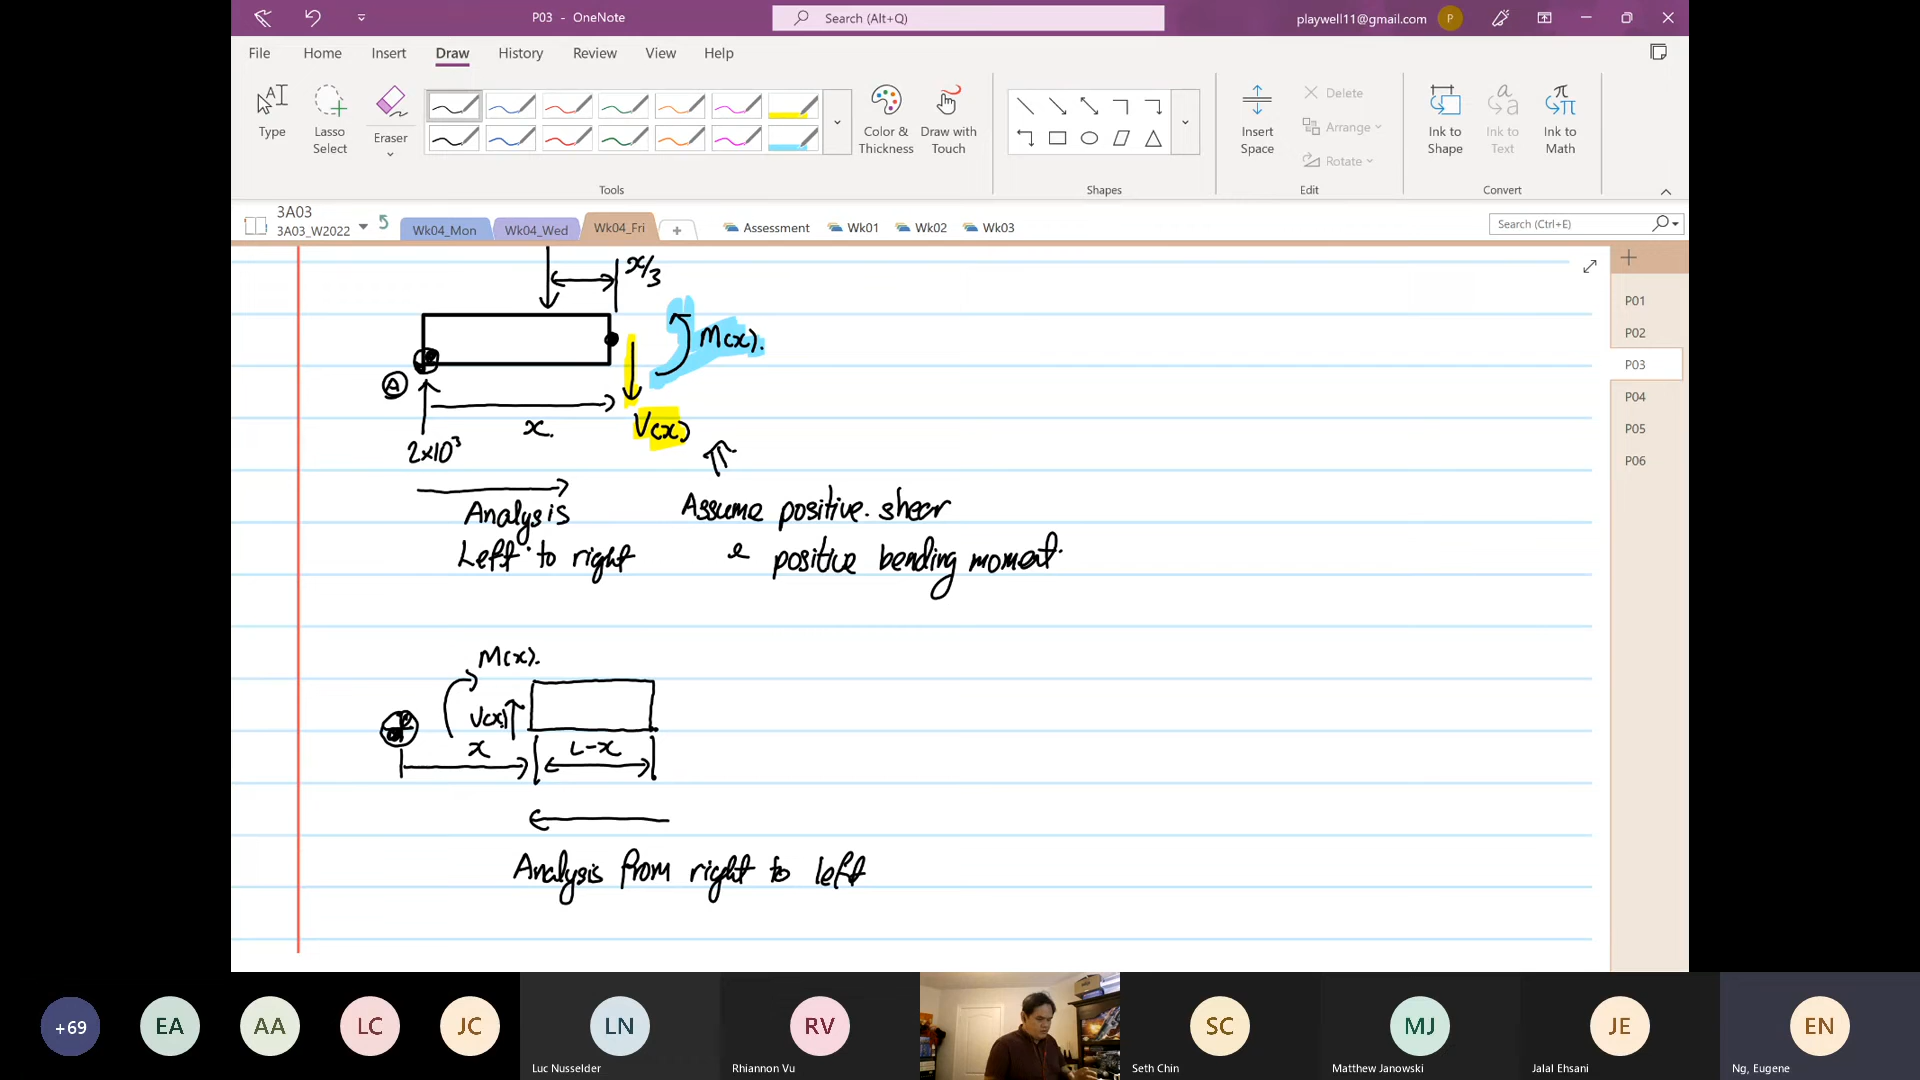 P03 - OneNote
Search (Alt+Q)
playwell11@gmail.com
P
File Home Insert Draw History Review View Help
Type
Lasso Select
Eraser
Color & Thickness
Draw with Touch
Insert Space
Delete
Arrange
Rotate
Ink to Shape
Ink to Text
Ink to Math
Tools
Shapes
Edit
Convert
3A03
3A03_W2022
Wk04_Mon
Wk04_Wed
Wk04_Fri
Assessment
Wk01
Wk02
Wk03
Search (Ctrl+E)
P01
P02
P03
P04
P05
P06
x/3
M(x).
A
x.
V(x)
2x10³
Analysis
Left to right
Assume positive shear
& positive bending moment.
M(x).
V(x)
x
L-x
Analysis from right to left
+69
EA
AA
LC
JC
LN
RV
SC
MJ
JE
EN
Luc Nusselder
Rhiannon Vu
Seth Chin
Matthew Janowski
Jalal Ehsani
Ng, Eugene